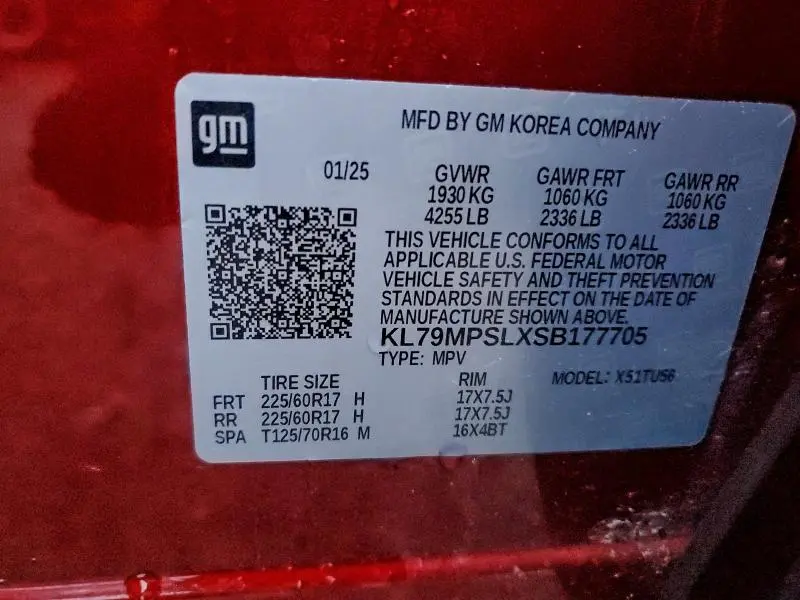 gm
MFD BY GM KOREA COMPANY
01/25 GVWR GAWR FRT GAWR RR
1930 KG 1060 KG 1060 KG
4255 LB 2336 LB 2336 LB
THIS VEHICLE CONFORMS TO ALL
APPLICABLE U.S. FEDERAL MOTOR
VEHICLE SAFETY AND THEFT PREVENTION
STANDARDS IN EFFECT ON THE DATE OF
MANUFACTURE SHOWN ABOVE.
KL79MPSLXSB177705
TYPE: MPV
TIRE SIZE RIM MODEL: X51TU56
FRT 225/60R17 H 17X7.5J
RR 225/60R17 H 17X7.5J
SPA T125/70R16 M 16X4BT